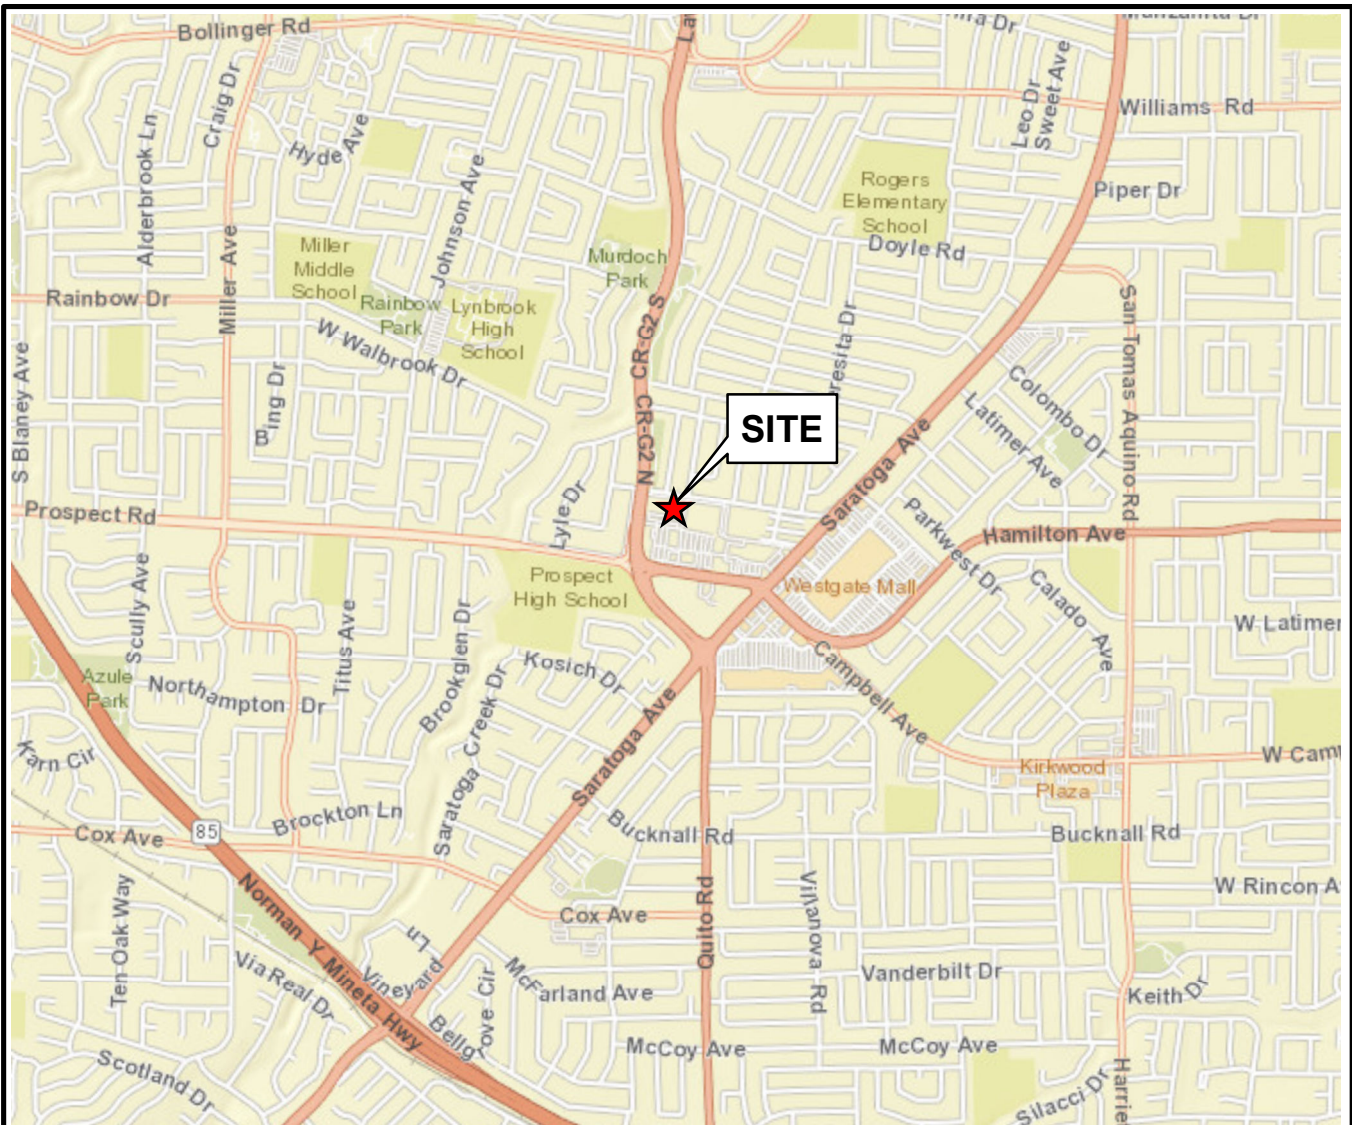 Bollinger Rd
Craig Dr
Alderbrook Ln
Hyde Ave
Johnson Ave
Leo Dr
Sweet Ave
Williams Rd
Piper Dr
Rogers
Elementary
School
Doyle Rd
Miller Ave
Miller
Middle
School
Murdoch
Park
Rainbow Dr
Rainbow
Park
Lynbrook
High
School
CR-G2 S
W Walbrook Dr
San Tomas Aquino Rd
S Blaney Ave
Bing Dr
CR-G2 N
SITE
Colombo Dr
Latimer Ave
Saratoga Ave
Prospect Rd
Lyle Dr
Parkwest Dr
Hamilton Ave
Prospect
High School
Westgate Mall
Calado Ave
Scully Ave
Titus Ave
Brookglen Dr
Kosich Dr
W Latimer
Azule
Park
Northampton Dr
Saratoga Creek Dr
Saratoga Ave
Campbell Ave
Karn Cir
Kirkwood
Plaza
W Cam
85
Cox Ave
Brockton Ln
Bucknall Rd
Bucknall Rd
W Rincon A
Norman Y Mineta Hwy
Ten Oak Way
Cox Ave
Quito Rd
Villanova Rd
Via Real Dr
Vineyard Ln
McFarland Ave
Vanderbilt Dr
Keith Dr
Bellgrove Cir
McCoy Ave
McCoy Ave
Scotland Dr
Silacci Dr
Harrie